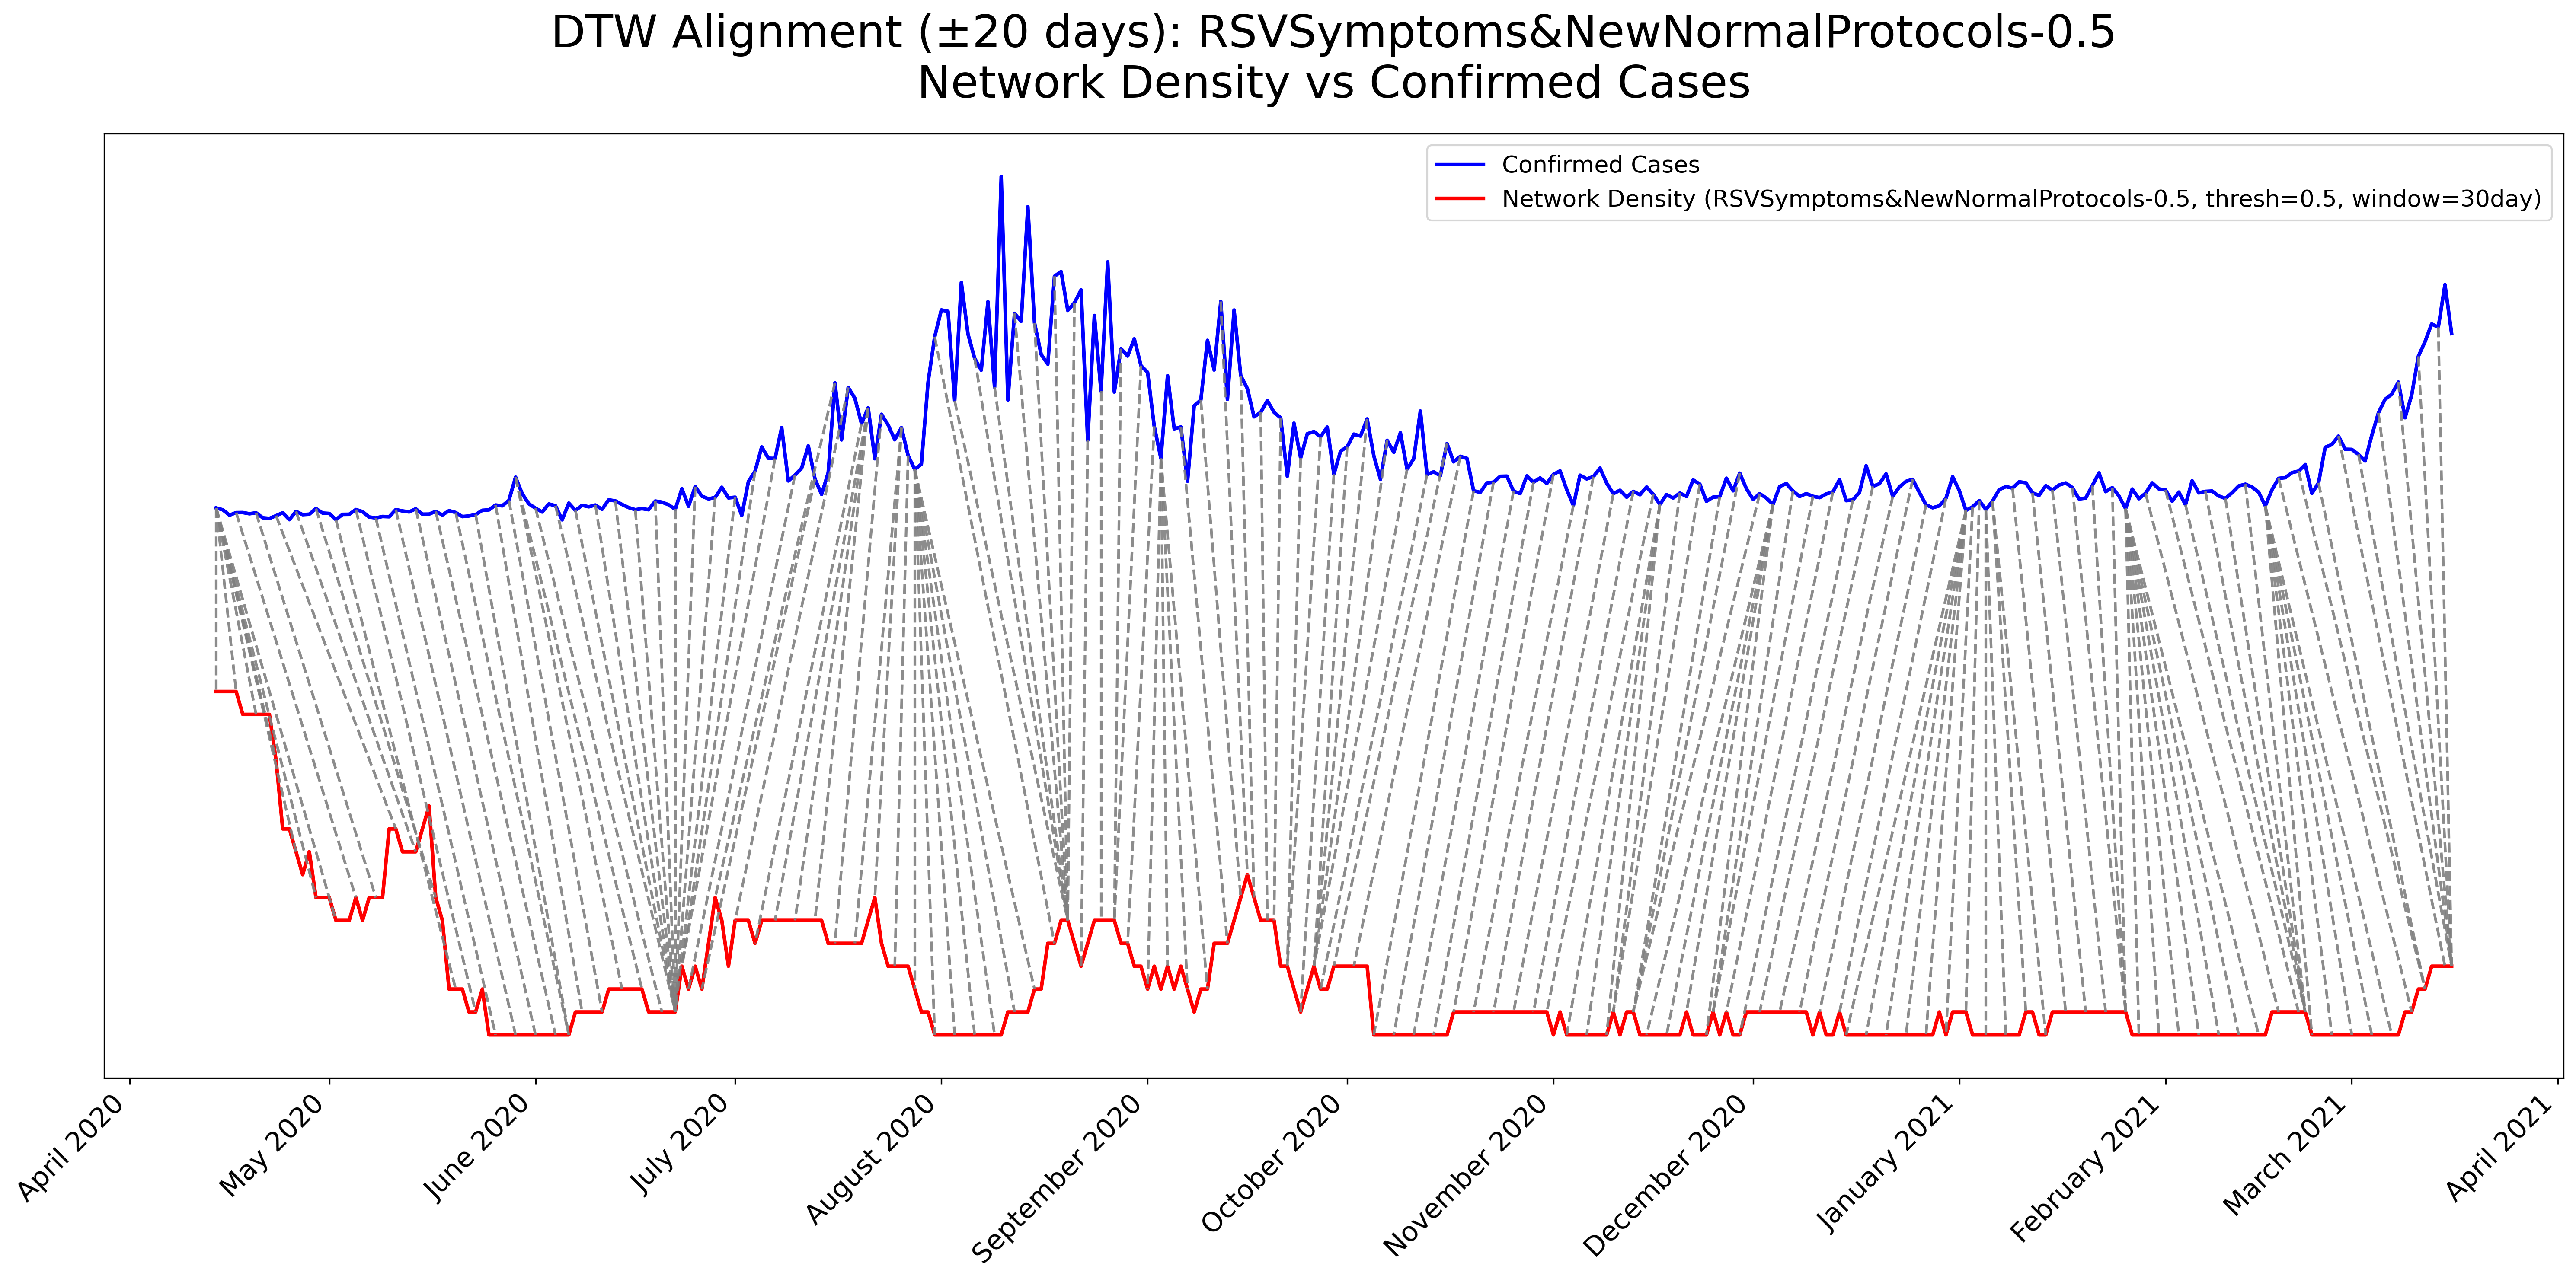 DTW Alignment (±20 days): RSVSymptoms&NewNormalProtocols-0.5
Network Density vs Confirmed Cases
Confirmed Cases
Network Density (RSVSymptoms&NewNormalProtocols-0.5, thresh=0.5, window=30day)
April 2020
May 2020
June 2020
July 2020
August 2020
September 2020
October 2020
November 2020
December 2020
January 2021
February 2021
March 2021
April 2021